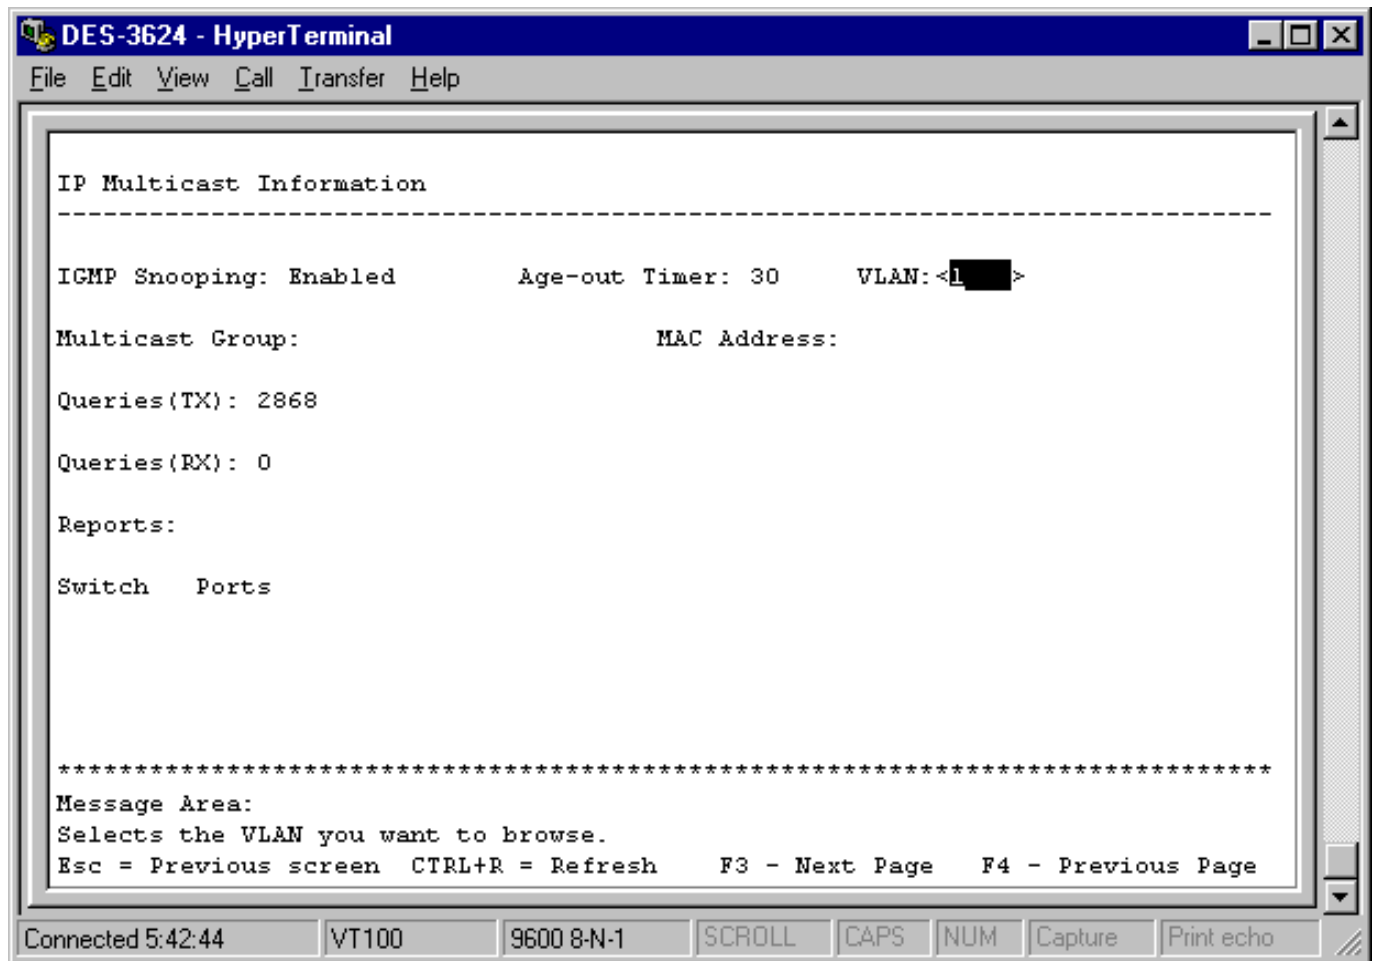 DES-3624 - HyperTerminal
File Edit View Call Transfer Help
IP Multicast Information
-------------------------------------------------------------------------------
IGMP Snooping: Enabled        Age-out Timer: 30     VLAN:<1    >
Multicast Group:                       MAC Address:
Queries(TX): 2868
Queries(RX): 0
Reports:
Switch   Ports
*******************************************************************************
Message Area:
Selects the VLAN you want to browse.
Esc = Previous screen  CTRL+R = Refresh    F3 - Next Page   F4 - Previous Page
Connected 5:42:44 VT100 9600 8-N-1 SCROLL CAPS NUM Capture Print echo